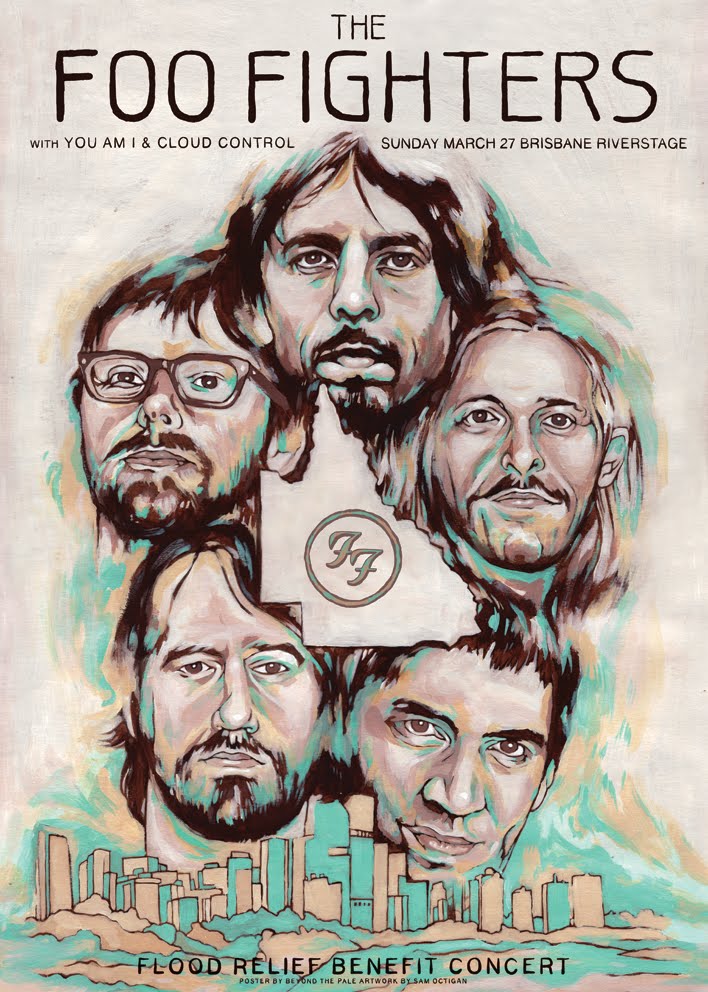 THE
FOO FIGHTERS
WITH YOU AM I & CLOUD CONTROL
SUNDAY MARCH 27 BRISBANE RIVERSTAGE
FF
FLOOD RELIEF BENEFIT CONCERT
POSTER BY BEYOND THE PALE ARTWORK BY SAM OCTIGAN